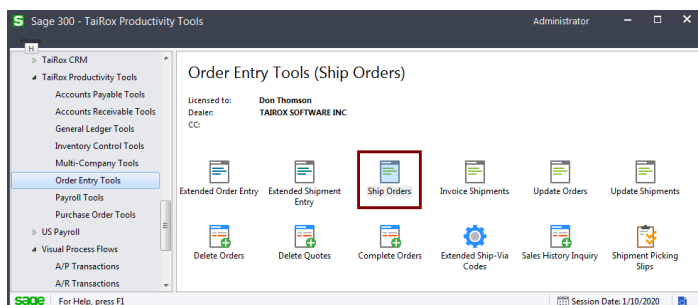 S Sage 300 - TaiRox Productivity Tools
Administrator
Home
H
TaiRox CRM
TaiRox Productivity Tools
Accounts Payable Tools
Accounts Receivable Tools
General Ledger Tools
Inventory Control Tools
Multi-Company Tools
Order Entry Tools
Payroll Tools
Purchase Order Tools
US Payroll
Visual Process Flows
A/P Transactions
A/R Transactions
Order Entry Tools (Ship Orders)
Licensed to: Don Thomson
Dealer: TAIROX SOFTWARE INC
CC:
Extended Order Entry
Extended Shipment
Entry
Ship Orders
Invoice Shipments
Update Orders
Update Shipments
Delete Orders
Delete Quotes
Complete Orders
Extended Ship-Via
Codes
Sales History Inquiry
Shipment Picking
Slips
sage For Help, press F1
Session Date: 1/10/2020